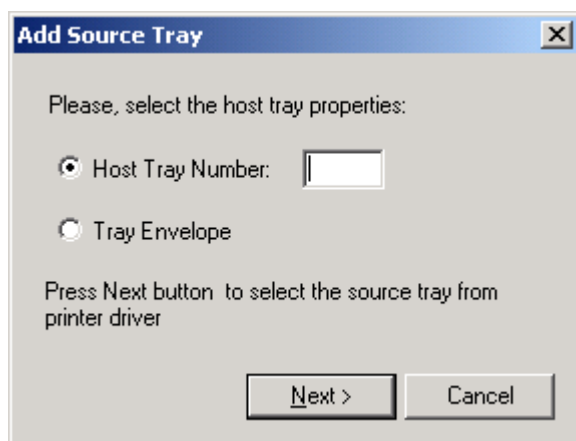 Add Source Tray
Please, select the host tray properties:
Host Tray Number:
Tray Envelope
Press Next button  to select the source tray from
printer driver
Next >
Cancel